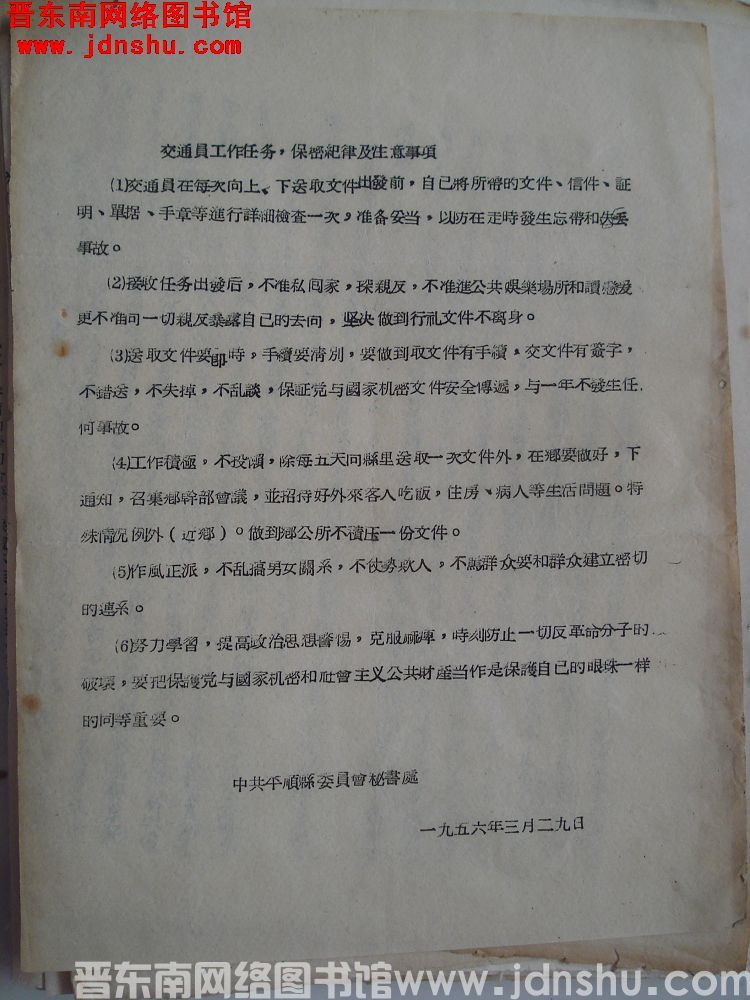 晋东南网络图书馆
www.jdnshu.com
交通員工作任务，保密紀律及注意事項
(1)交通員在每次向上、下送取文件出發前，自己將所帶的文件、信件、証
明、單据、手章等進行詳細檢查一次，准备妥当，以防在走時發生忘帶和丢
事故。
(2)接收任务出發后，不准私回家，探親友，不准進公共娛樂場所和讀戀爱
更不准向一切親友暴露自己的去向，坚决做到行礼文件不离身。
(3)送取文件要即時，手續要清別，要做到取文件有手續，交文件有簽字，
不錯送，不失掉，不乱談，保証党与國家机密文件安全傳遞，与一年不發生任
何事故。
(4)工作積極，不投頑，除每五天向縣里送取一次文件外，在鄉要做好，下
通知，召集鄉幹部會議，並招待好外來客人吃飯，住房、病人等生活問題。特
殊情況例外（近鄉）。做到鄉公所不積压一份文件。
(5)作風正派，不乱搞男女関系，不仗势欺人，不罵群众要和群众建立密切
的連系。
(6)努力學習，提高政治思想警惕，克服麻痺，時刻防止一切反革命分子的
破壞，要把保護党与國家机密和社會主义公共財產当作是保護自己的眼珠一样
的同等重要。
中共平順縣委員會秘書處
一九五六年三月二九日
晋东南网络图书馆www.jdnshu.com